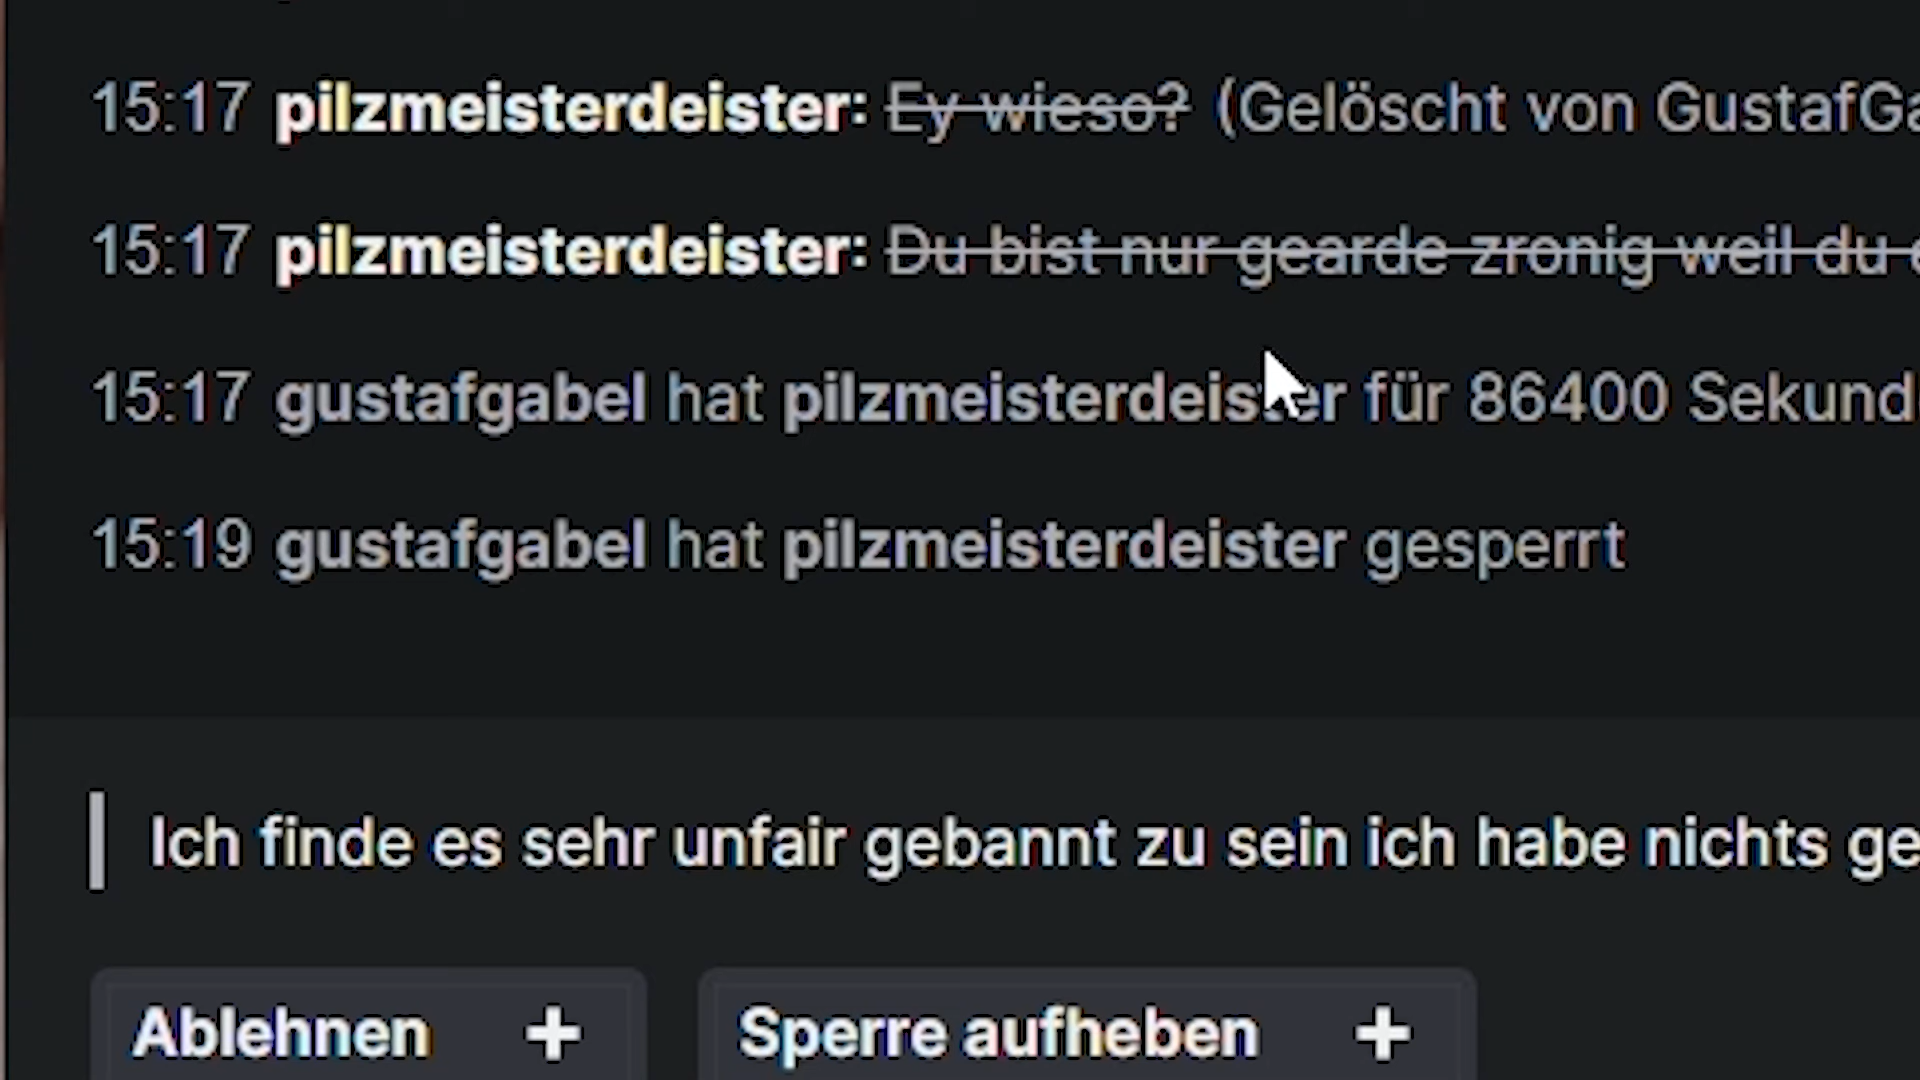 15:17 pilzmeisterdeister: Ey wieso? (Gelöscht von GustafGa
15:17 pilzmeisterdeister: Du bist nur gearde zronig weil du
15:17 gustafgabel hat pilzmeisterdeister für 86400 Sekund
15:19 gustafgabel hat pilzmeisterdeister gesperrt
Ich finde es sehr unfair gebannt zu sein ich habe nichts ge
Ablehnen +
Sperre aufheben +